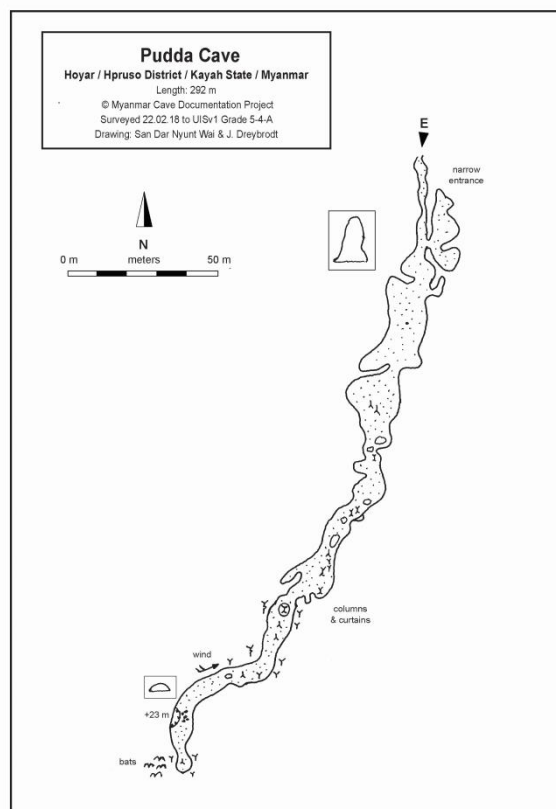 Pudda Cave
Hoyar / Hpruso District / Kayah State / Myanmar
Length: 292 m
© Myanmar Cave Documentation Project
Surveyed 22.02.18 to UISv1 Grade 5-4-A
Drawing: San Dar Nyunt Wai & J. Dreybrodt
E
narrow
entrance
N
0 m meters 50 m
columns
& curtains
wind
+23 m
bats